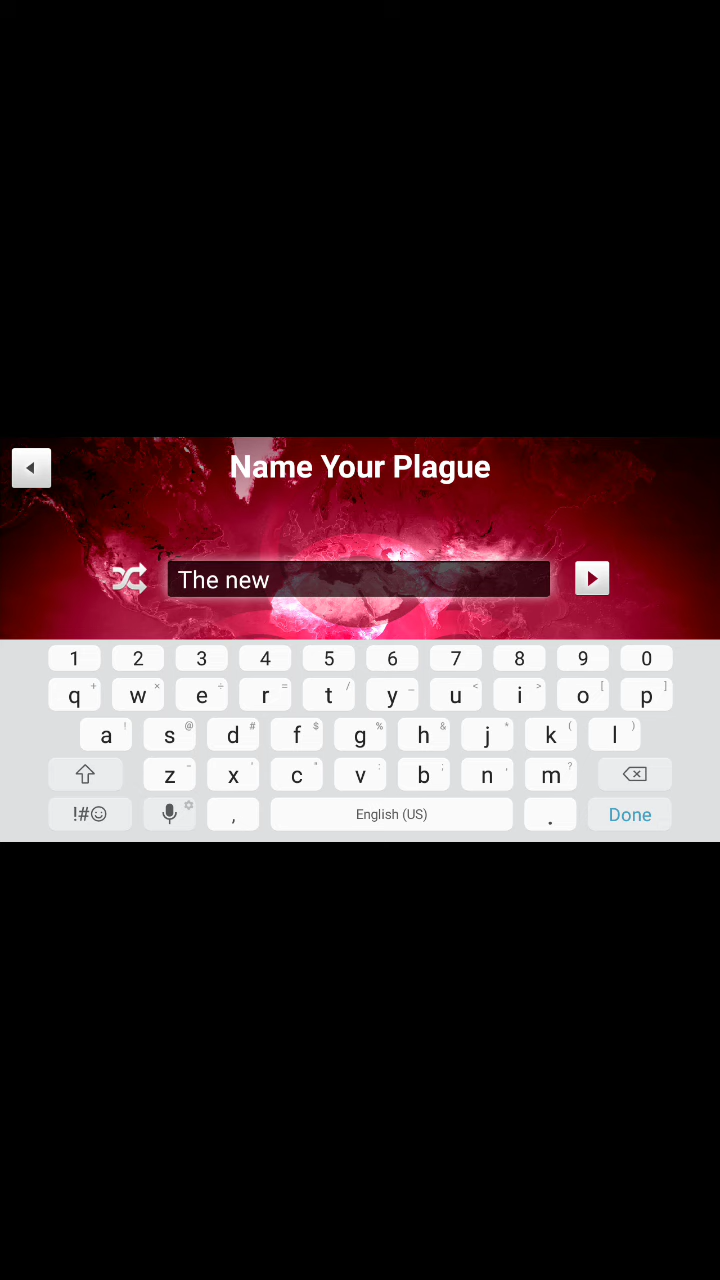 Name Your Plague
The new
1 2 3 4 5 6 7 8 9 0
q + w × e ÷ r = t / y _ u < i > o [ p ]
a ! s @ d # f $ g % h & j * k ( l )
z - x ' c " v : b ; n , m ?
!#☺ , English (US) . Done